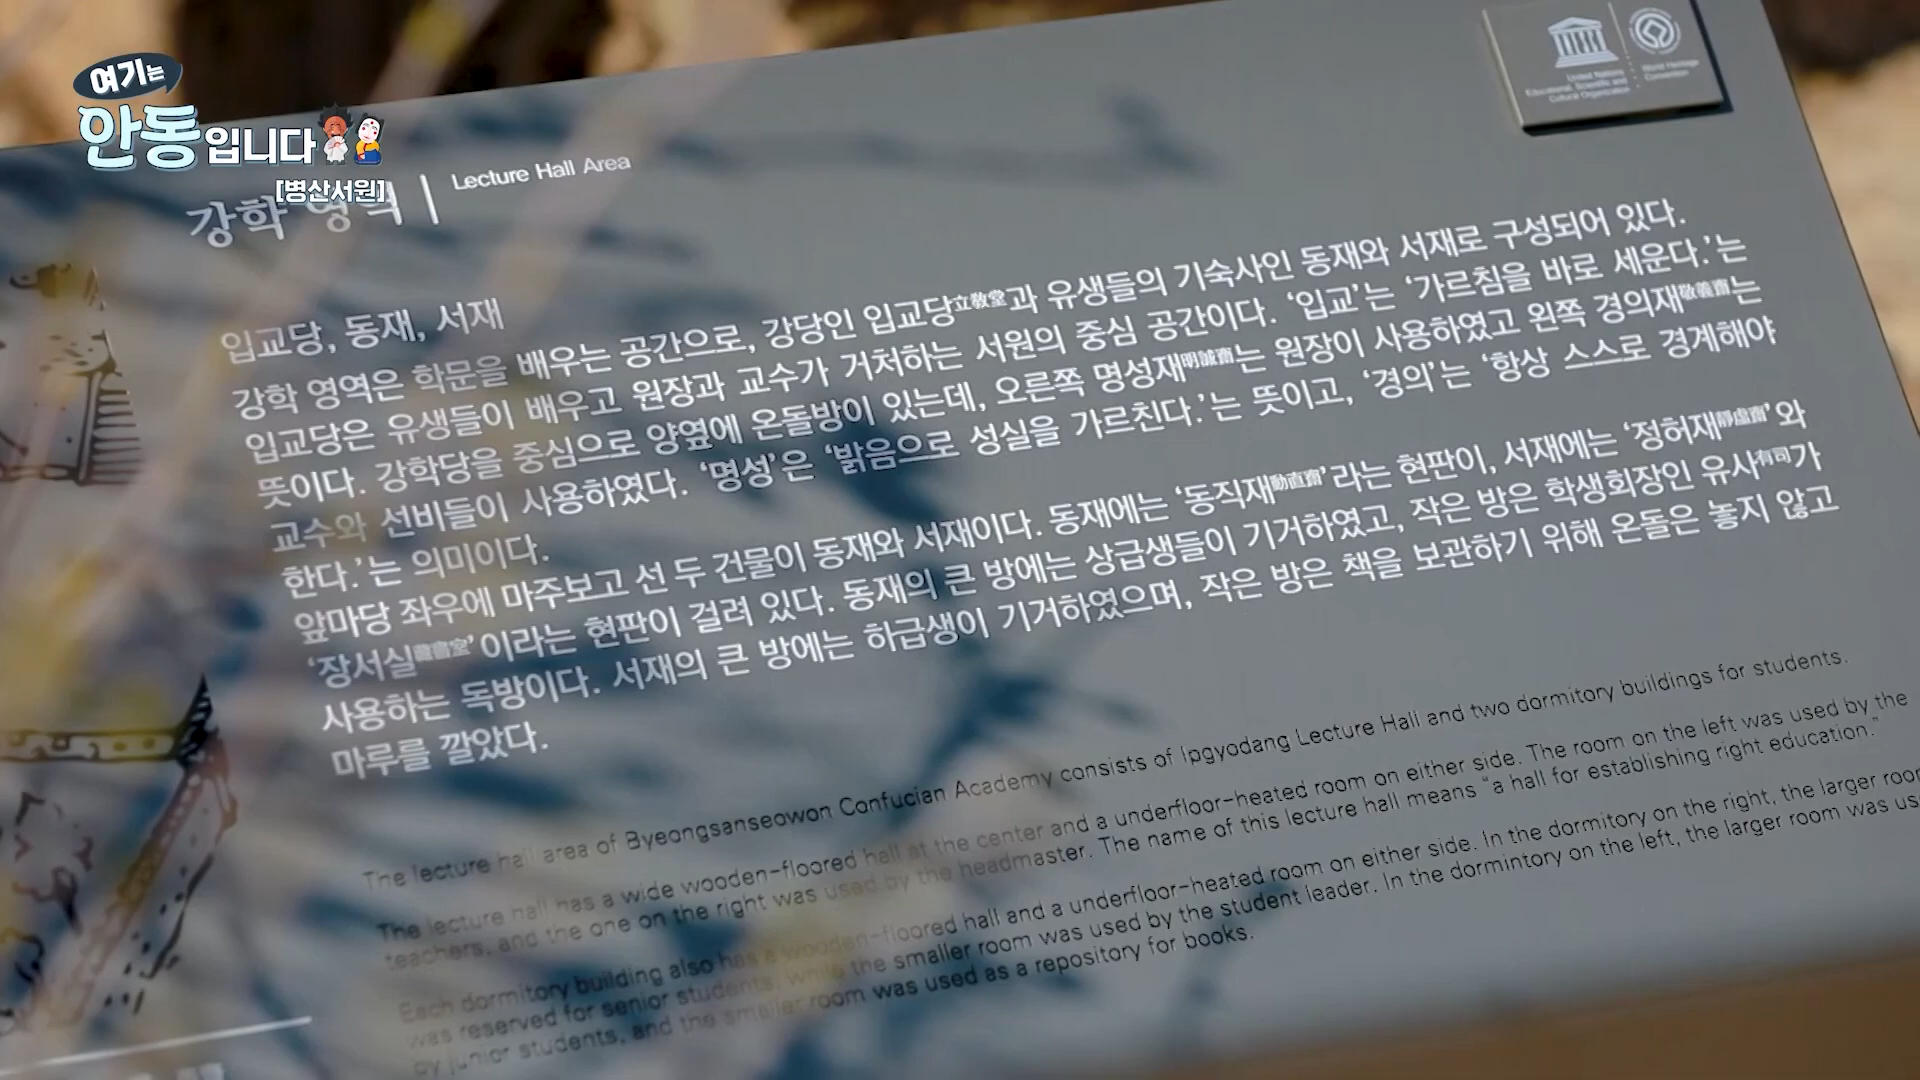 여기는
안동입니다
[병산서원]
강학 영역 | Lecture Hall Area
United Nations
Educational, Scientific and
Cultural Organization
World Heritage
Convention
입교당, 동재, 서재
강학 영역은 학문을 배우는 공간으로, 강당인 입교당立敎堂과 유생들의 기숙사인 동재와 서재로 구성되어 있다.
입교당은 유생들이 배우고 원장과 교수가 거처하는 서원의 중심 공간이다. ‘입교’는 ‘가르침을 바로 세운다.’는
뜻이다. 강학당을 중심으로 양옆에 온돌방이 있는데, 오른쪽 명성재明誠齋는 원장이 사용하였고 왼쪽 경의재敬義齋는
교수와 선비들이 사용하였다. ‘명성’은 ‘밝음으로 성실을 가르친다.’는 뜻이고, ‘경의’는 ‘항상 스스로 경계해야
한다.’는 의미이다.
앞마당 좌우에 마주보고 선 두 건물이 동재와 서재이다. 동재에는 ‘동직재動直齋’라는 현판이, 서재에는 ‘정허재靜虛齋’와
‘장서실藏書室’이라는 현판이 걸려 있다. 동재의 큰 방에는 상급생들이 기거하였고, 작은 방은 학생회장인 유사有司가
사용하는 독방이다. 서재의 큰 방에는 하급생이 기거하였으며, 작은 방은 책을 보관하기 위해 온돌은 놓지 않고
마루를 깔았다.
The lecture hall area of Byeongsanseowon Confucian Academy consists of Ipgyodang Lecture Hall and two dormitory buildings for students.
The lecture hall has a wide wooden-floored hall at the center and a underfloor-heated room on either side. The room on the left was used by the
teachers, and the one on the right was used by the headmaster. The name of this lecture hall means “a hall for establishing right education.”
Each dormitory building also has a wooden-floored hall and a underfloor-heated room on either side. In the dormitory on the right, the larger room
was reserved for senior students, while the smaller room was used by the student leader. In the dormintory on the left, the larger room was
by junior students, and the smaller room was used as a repository for books.